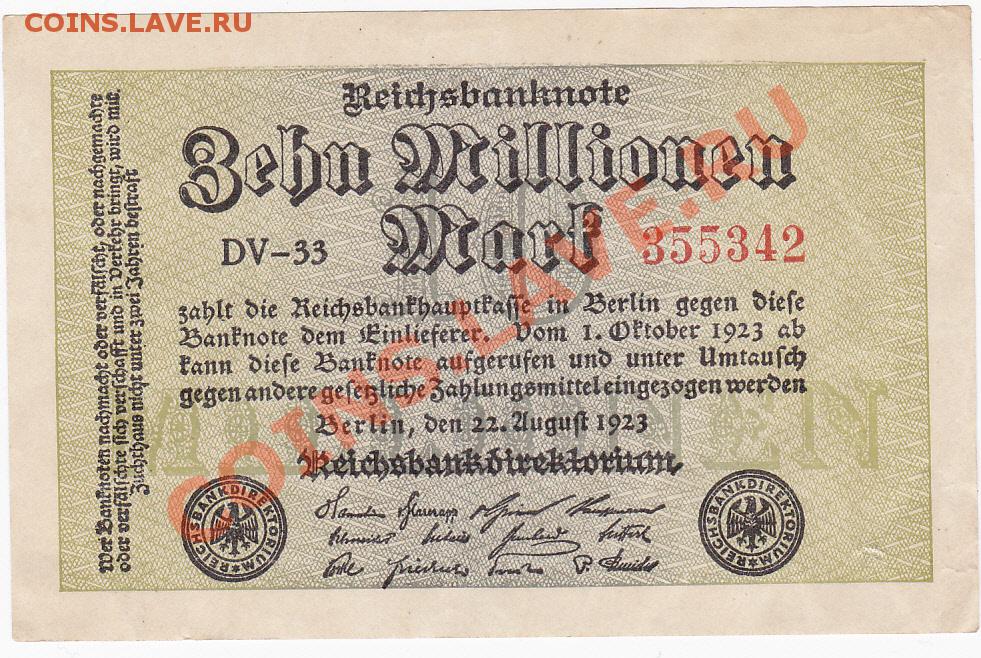 COINS.LAVE.RU
Reichsbanknote
Zehn Millionen
Mark
DV-33
355342
zahlt die Reichsbankhauptkasse in Berlin gegen diese
Banknote dem Einlieferer. Vom 1. Oktober 1923 ab
kann diese Banknote aufgerufen und unter Umtausch
gegen andere gesetzliche Zahlungsmittel eingezogen werden
Berlin, den 22. August 1923
Reichsbankdirektorium.
REICHSBANKDIREKTORIUM
REICHSBANKDIREKTORIUM
Wer Banknoten nachmacht oder verfälscht, oder nachgemachte
oder verfälschte sich verschafft und in Verkehr bringt, wird mit
Zuchthaus nicht unter zwei Jahren bestraft
COINS.LAVE.RU